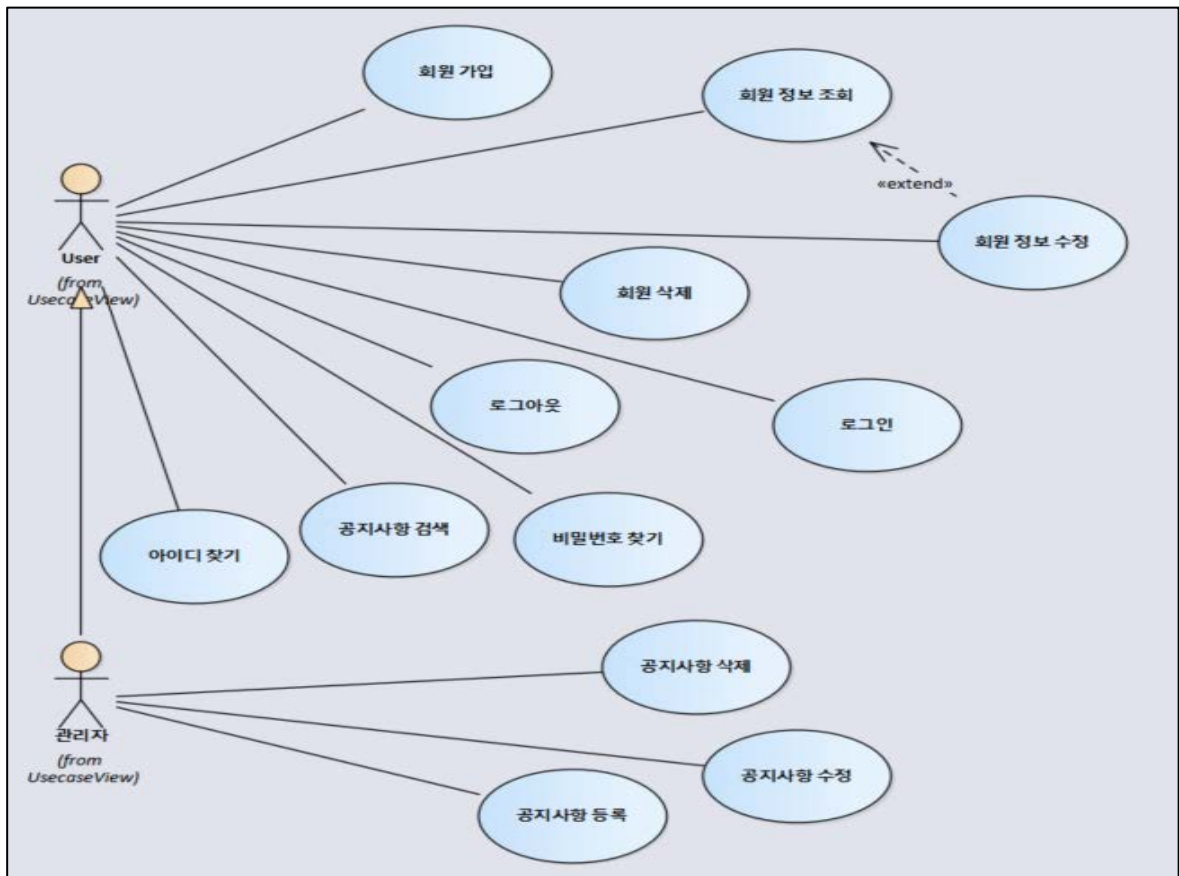 회원 가입
회원 정보 조회
«extend»
회원 정보 수정
User
(from
UsecaseView)
회원 삭제
로그아웃
로그인
공지사항 검색
비밀번호 찾기
아이디 찾기
공지사항 삭제
관리자
(from
UsecaseView)
공지사항 수정
공지사항 등록